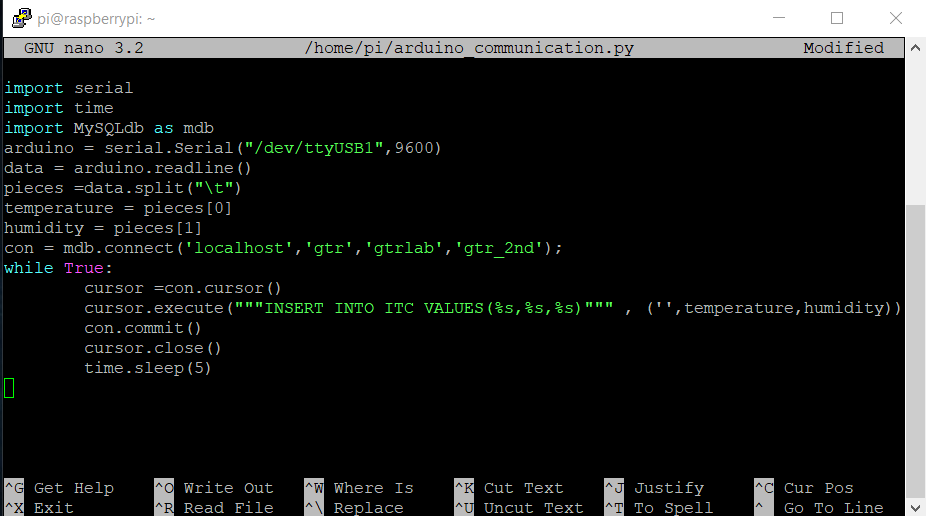 pi@raspberrypi: ~
GNU nano 3.2 /home/pi/arduino_communication.py Modified
import serial
import time
import MySQLdb as mdb
arduino = serial.Serial("/dev/ttyUSB1",9600)
data = arduino.readline()
pieces =data.split("\t")
temperature = pieces[0]
humidity = pieces[1]
con = mdb.connect('localhost','gtr','gtrlab','gtr_2nd');
while True:
        cursor =con.cursor()
        cursor.execute("""INSERT INTO ITC VALUES(%s,%s,%s)""" , ('',temperature,humidity))
        con.commit()
        cursor.close()
        time.sleep(5)
^G Get Help ^O Write Out ^W Where Is ^K Cut Text ^J Justify ^C Cur Pos
^X Exit ^R Read File ^\ Replace ^U Uncut Text ^T To Spell ^_ Go To Line